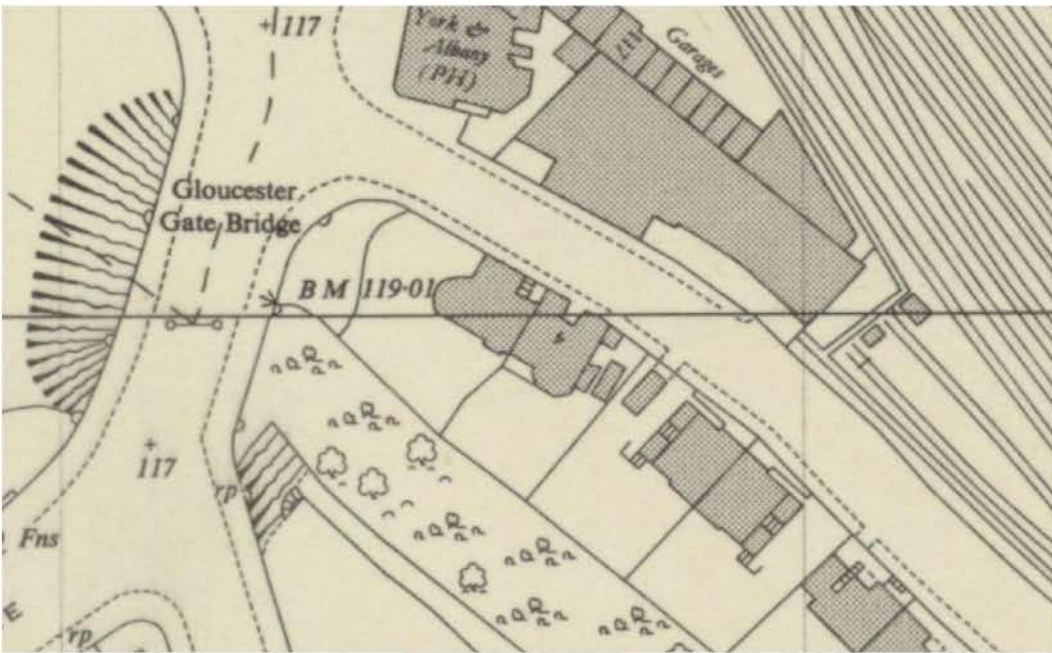 117
York &
Albany
(PH)
Garages
Gloucester
Gate Bridge
B M 119·01
117
rp
Fns
E
rp